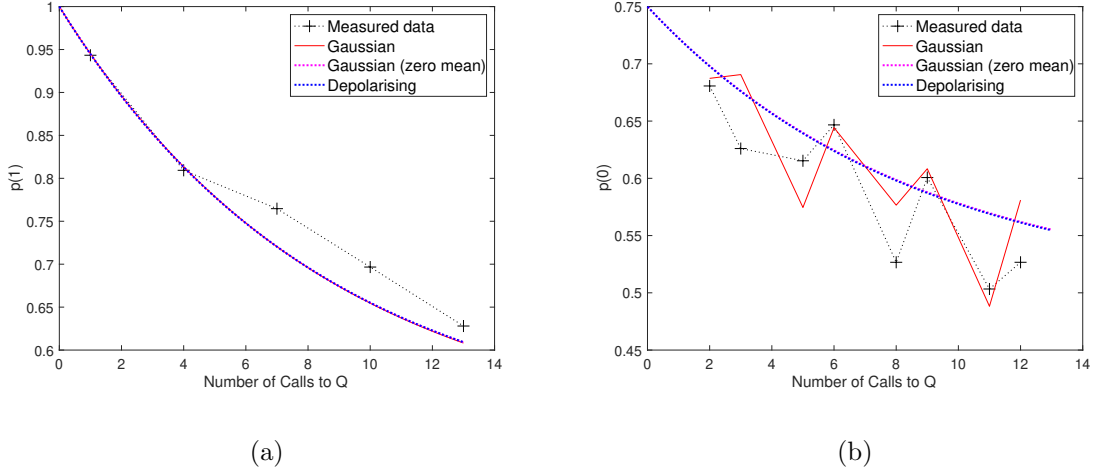 1
0.95
0.9
0.85
0.8
0.75
0.7
0.65
0.6
p(1)
0 2 4 6 8 10 12 14
Number of Calls to Q
Measured data
Gaussian
Gaussian (zero mean)
Depolarising
(a)
0.75
0.7
0.65
0.6
0.55
0.5
0.45
p(0)
0 2 4 6 8 10 12 14
Number of Calls to Q
Measured data
Gaussian
Gaussian (zero mean)
Depolarising
(b)